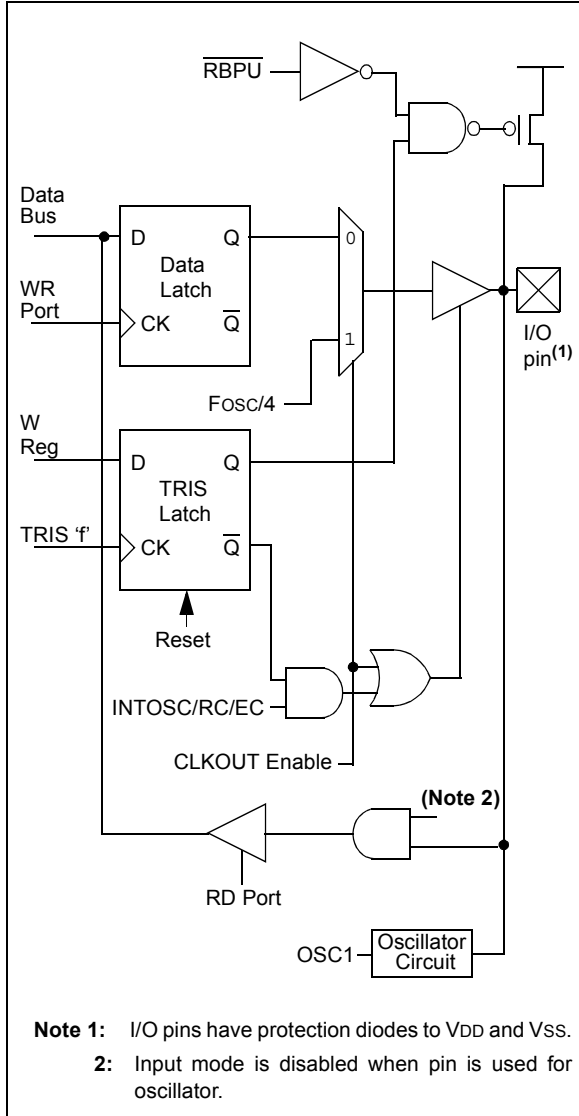 RBPU
Data
Bus
D Q
Data
Latch
WR
Port
CK Q
0
1
I/O
pin(1)
FOSC/4
W
Reg
D Q
TRIS
Latch
TRIS ‘f’
CK Q
Reset
INTOSC/RC/EC
CLKOUT Enable
(Note 2)
RD Port
OSC1
Oscillator
Circuit
Note 1: I/O pins have protection diodes to VDD and VSS.
2: Input mode is disabled when pin is used for
oscillator.